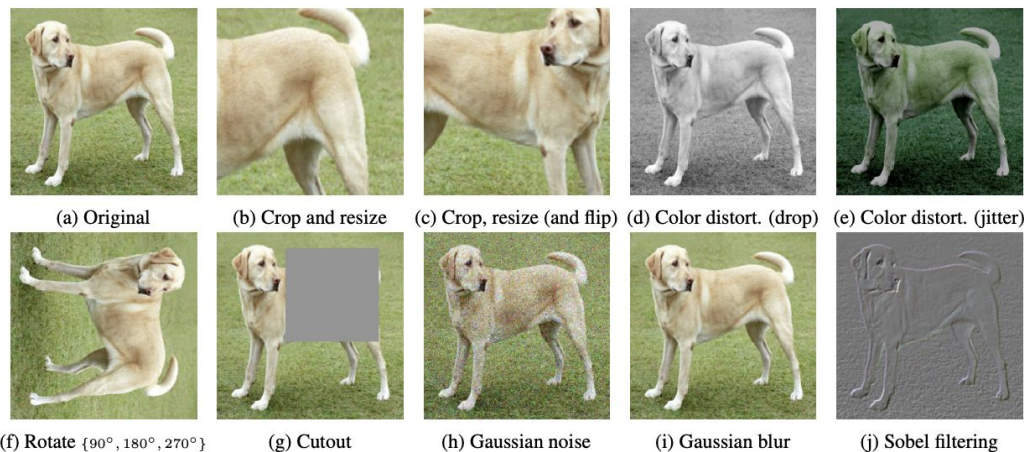 (a) Original
(b) Crop and resize
(c) Crop, resize (and flip)
(d) Color distort. (drop)
(e) Color distort. (jitter)
(f) Rotate {90°, 180°, 270°}
(g) Cutout
(h) Gaussian noise
(i) Gaussian blur
(j) Sobel filtering